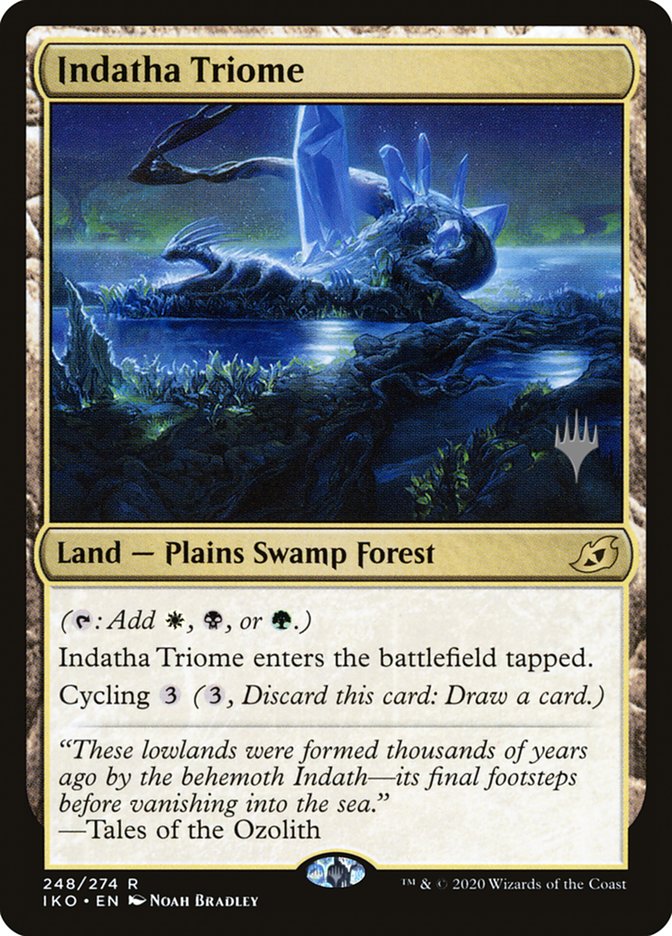 Indatha Triome
Land — Plains Swamp Forest
(: Add , , or .)
Indatha Triome enters the battlefield tapped.
Cycling 3 (3, Discard this card: Draw a card.)
“These lowlands were formed thousands of years
ago by the behemoth Indath—its final footsteps
before vanishing into the sea.”
—Tales of the Ozolith
248/274 R
IKO • EN Noah Bradley
™ & © 2020 Wizards of the Coast